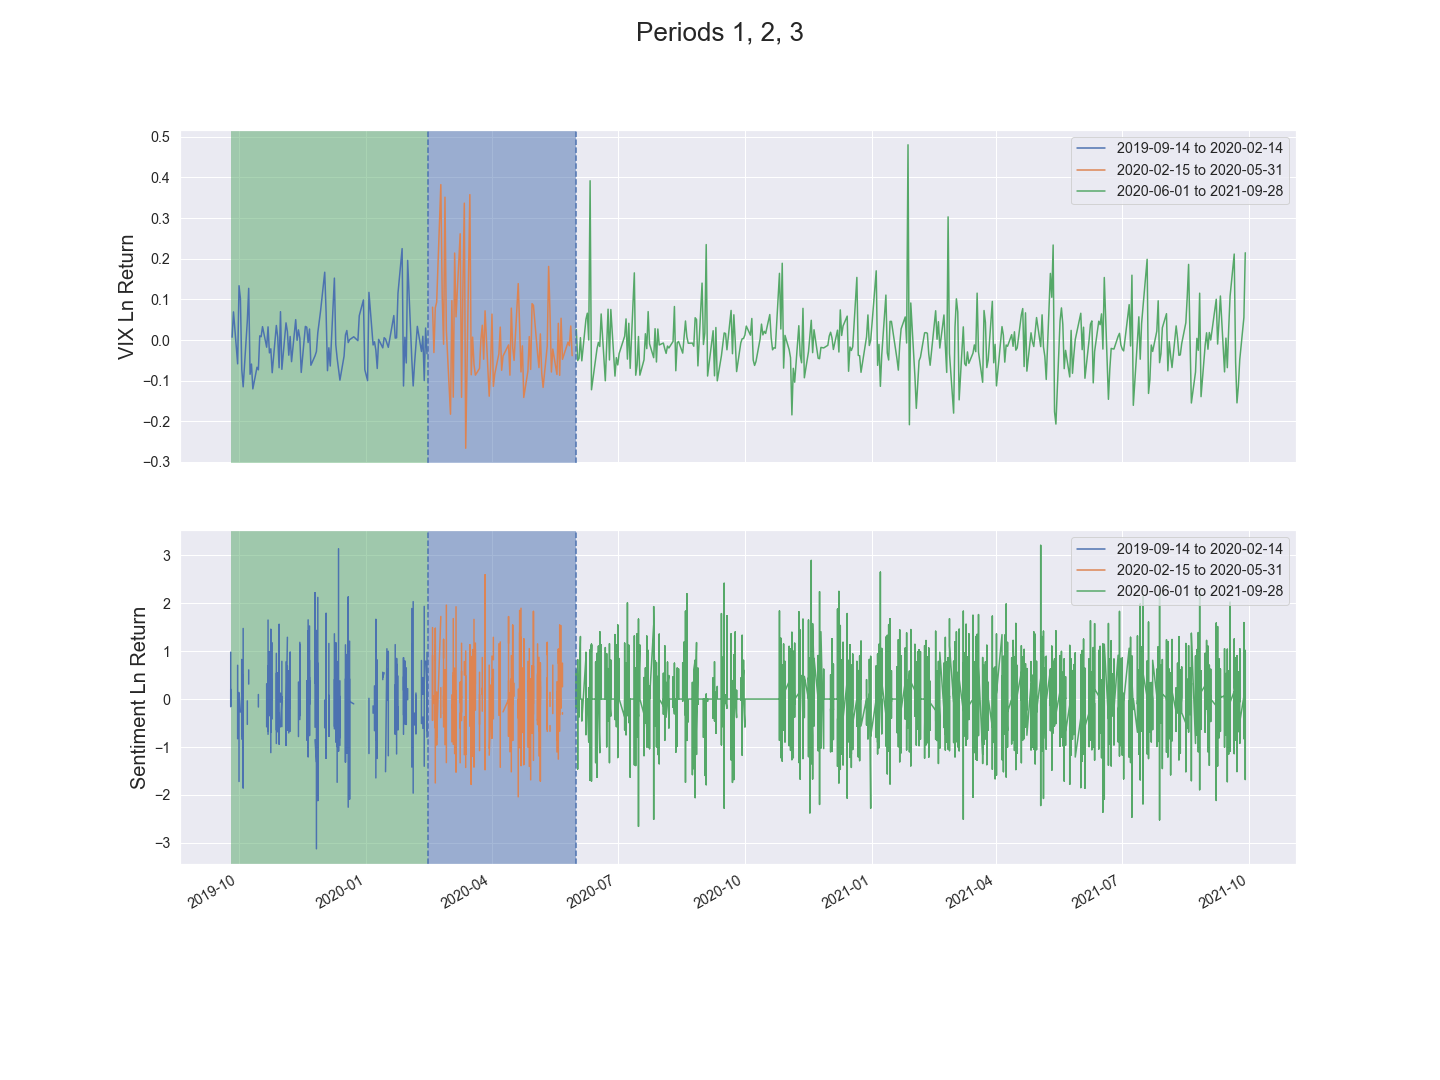 Periods 1, 2, 3
0.5
0.4
0.3
0.2
0.1
0.0
−0.1
−0.2
−0.3
VIX Ln Return
2019-09-14 to 2020-02-14
2020-02-15 to 2020-05-31
2020-06-01 to 2021-09-28
3
2
1
0
−1
−2
−3
Sentiment Ln Return
2019-09-14 to 2020-02-14
2020-02-15 to 2020-05-31
2020-06-01 to 2021-09-28
2019-10
2020-01
2020-04
2020-07
2020-10
2021-01
2021-04
2021-07
2021-10